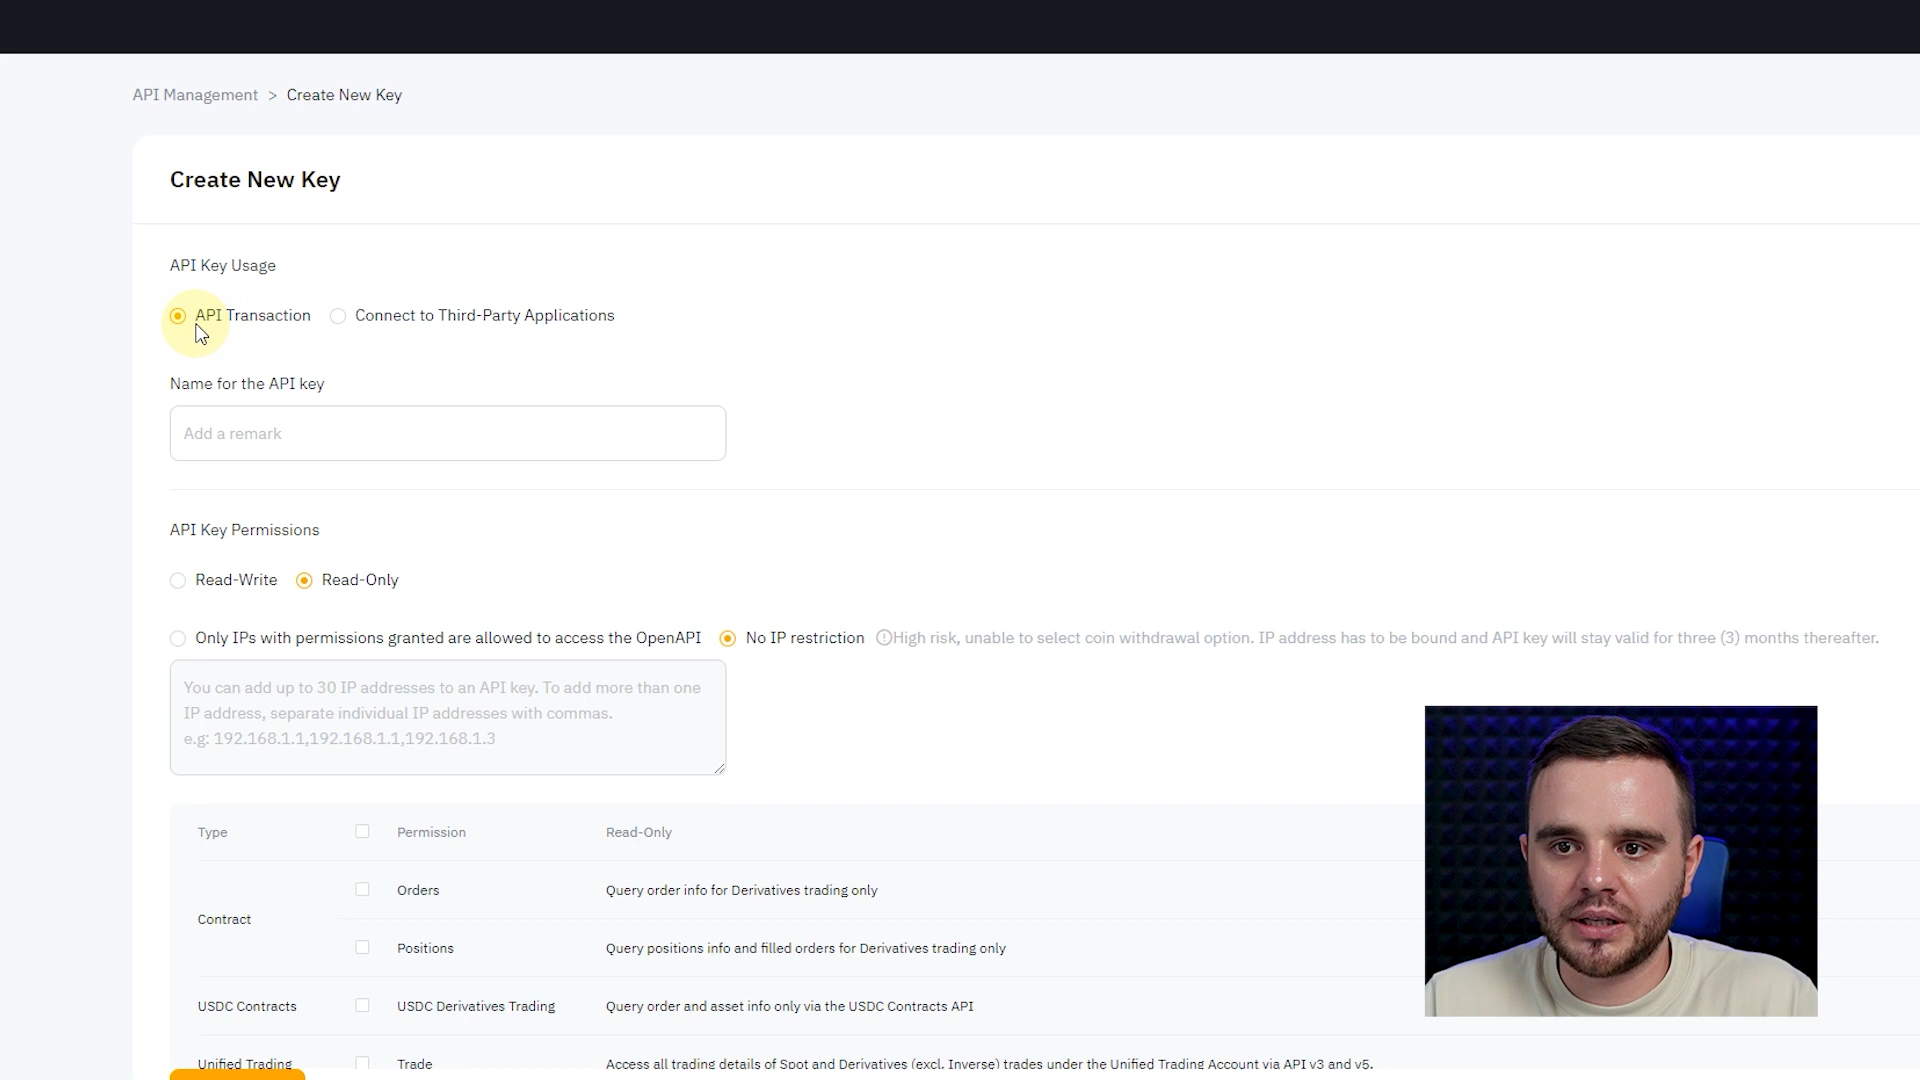 API Management > Create New Key
Create New Key
API Key Usage
API Transaction Connect to Third-Party Applications
Name for the API key
Add a remark
API Key Permissions
Read-Write Read-Only
Only IPs with permissions granted are allowed to access the OpenAPI No IP restriction High risk, unable to select coin withdrawal option. IP address has to be bound and API key will stay valid for three (3) months thereafter.
You can add up to 30 IP addresses to an API key. To add more than one
IP address, separate individual IP addresses with commas.
e.g: 192.168.1.1,192.168.1.1,192.168.1.3
Type Permission Read-Only
Orders Query order info for Derivatives trading only
Contract
Positions Query positions info and filled orders for Derivatives trading only
USDC Contracts USDC Derivatives Trading Query order and asset info only via the USDC Contracts API
Unified Trading Trade Access all trading details of Spot and Derivatives (excl. Inverse) trades under the Unified Trading Account via API v3 and v5.